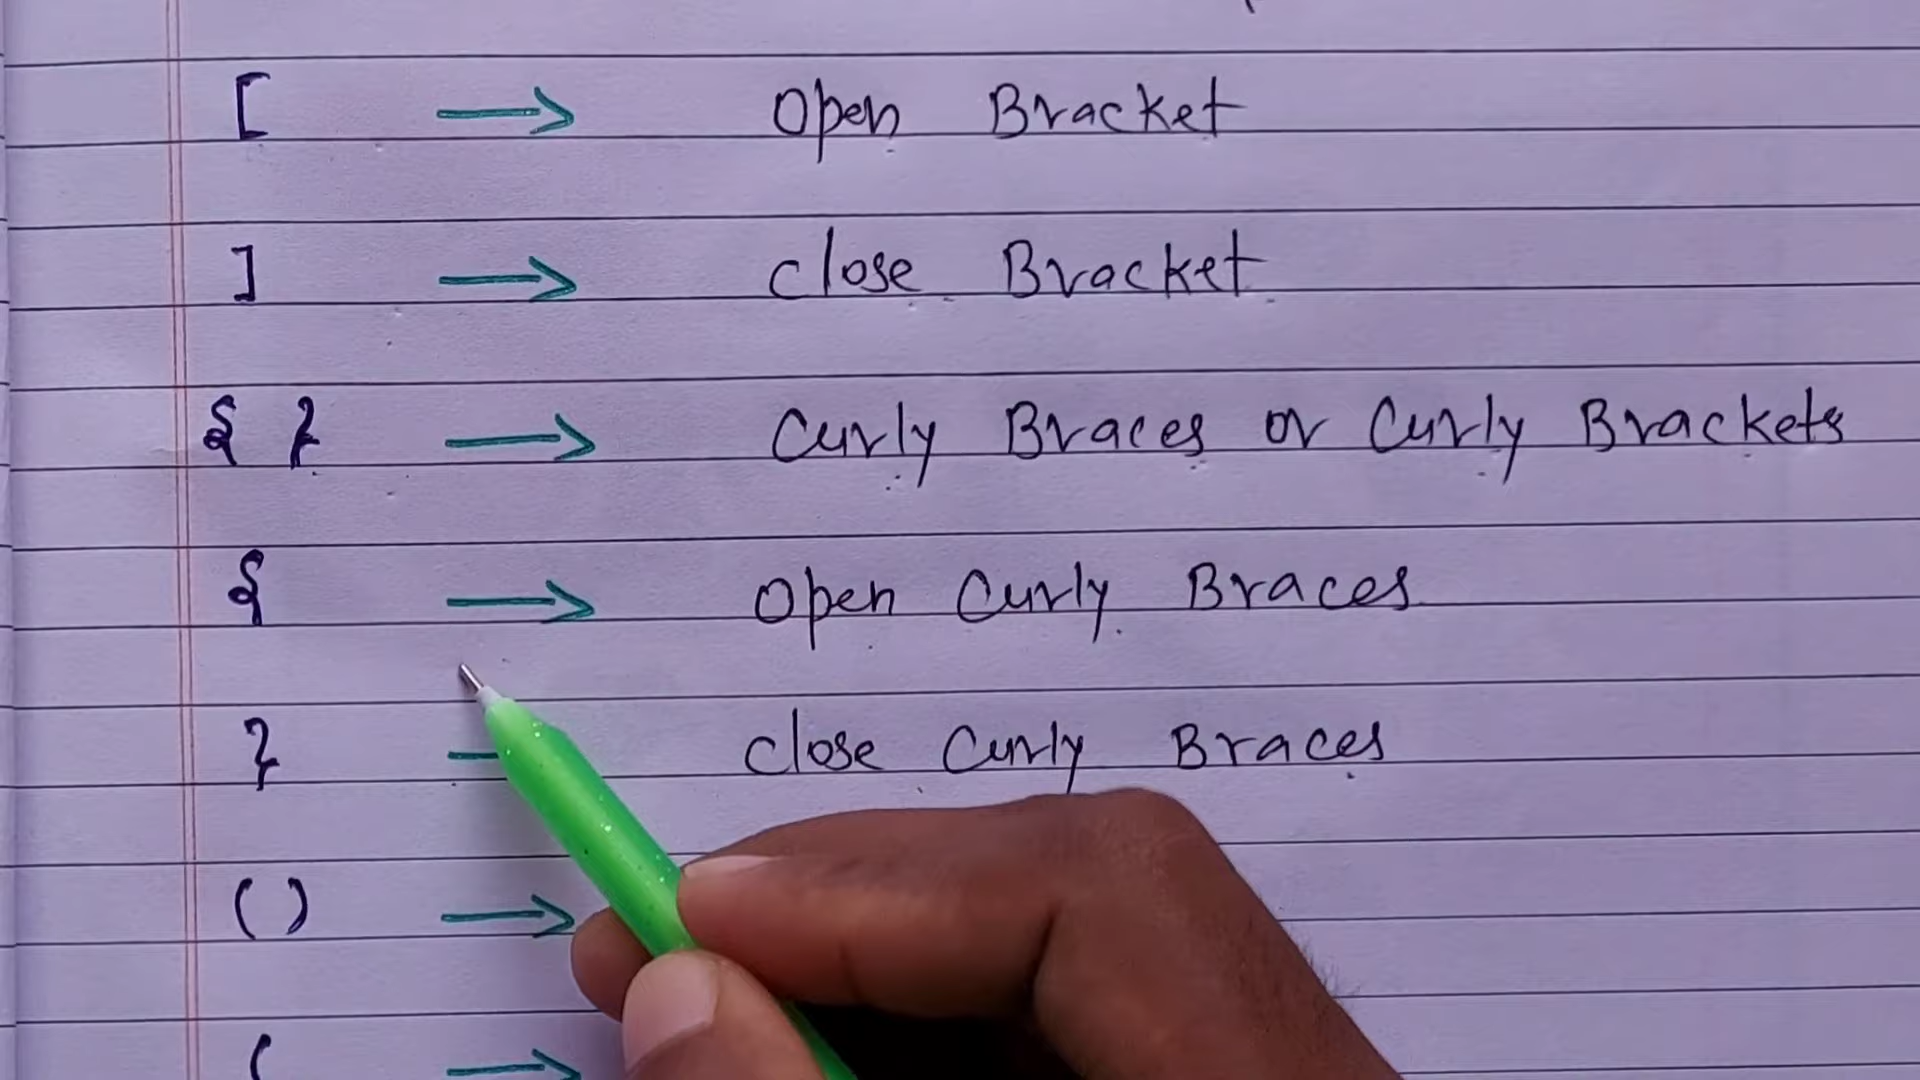 [ → Open Bracket
] → close Bracket
{ } → Curly Braces or Curly Brackets
{ → Open Curly Braces
} → close Curly Braces
( ) →
( →